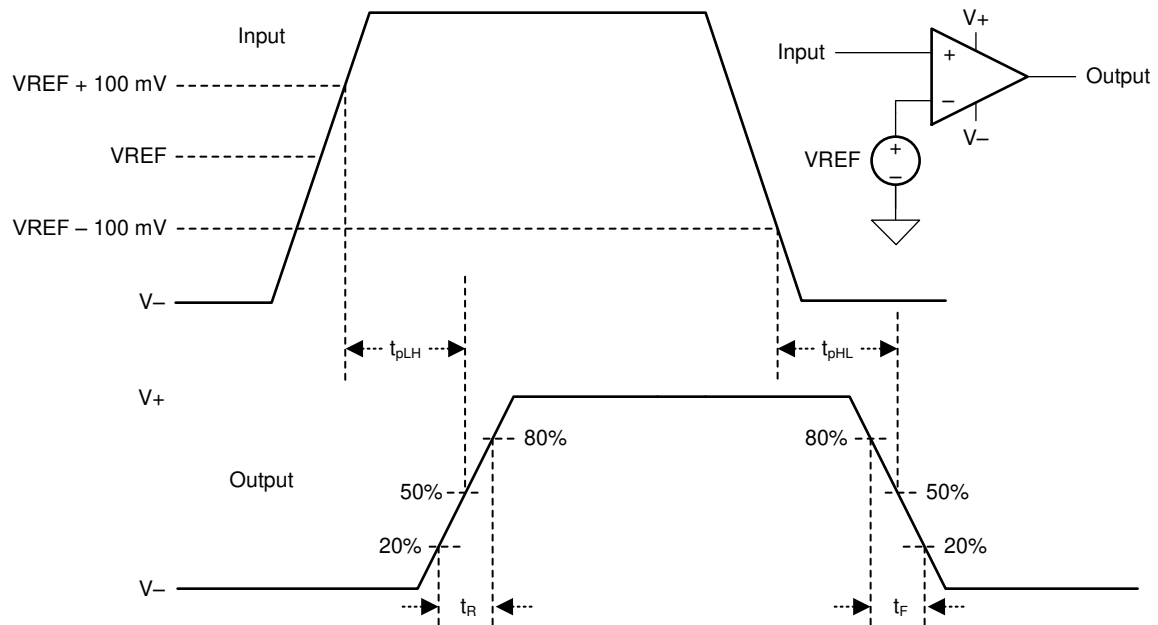 Input
VREF + 100 mV
VREF
VREF – 100 mV
V–
V+
Input
+
–
Output
V–
VREF
+
–
tpLH
tpHL
V+
80%
80%
Output
50%
50%
20%
20%
V–
tR
tF